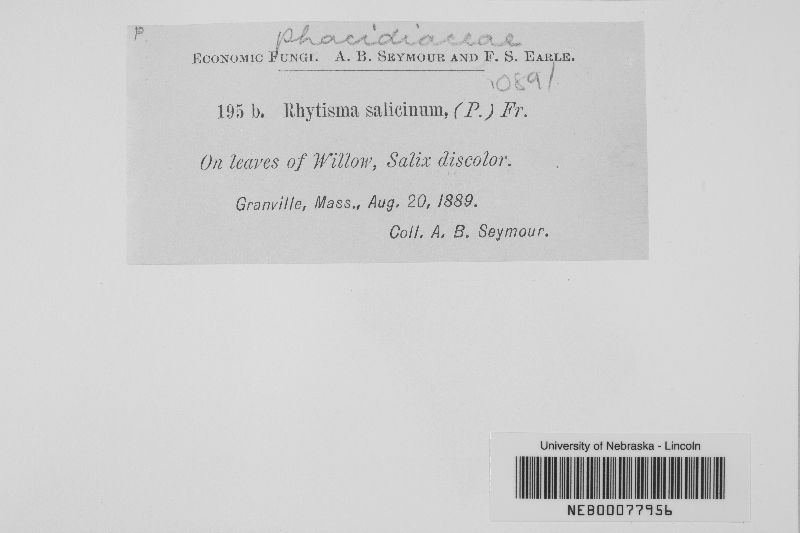 P.
phacidiaceae
ECONOMIC FUNGI. A. B. SEYMOUR AND F. S. EARLE.
10891
195 b. Rhytisma salicinum, (P.) Fr.
On leaves of Willow, Salix discolor.
Granville, Mass., Aug. 20, 1889.
Coll. A. B. Seymour.
University of Nebraska - Lincoln
NEB00077956